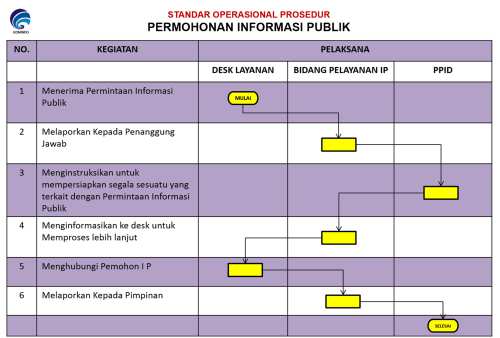 STANDAR OPERASIONAL PROSEDUR
PERMOHONAN INFORMASI PUBLIK
KOMINFO
NO. KEGIATAN PELAKSANA
DESK LAYANAN BIDANG PELAYANAN IP PPID
1 Menerima Permintaan Informasi
Publik
MULAI
2 Melaporkan Kepada Penanggung
Jawab
3 Menginstruksikan untuk
mempersiapkan segala sesuatu yang
terkait dengan Permintaan Informasi
Publik
4 Menginformasikan ke desk untuk
Memproses lebih lanjut
5 Menghubungi Pemohon I P
6 Melaporkan Kepada Pimpinan
SELESAI